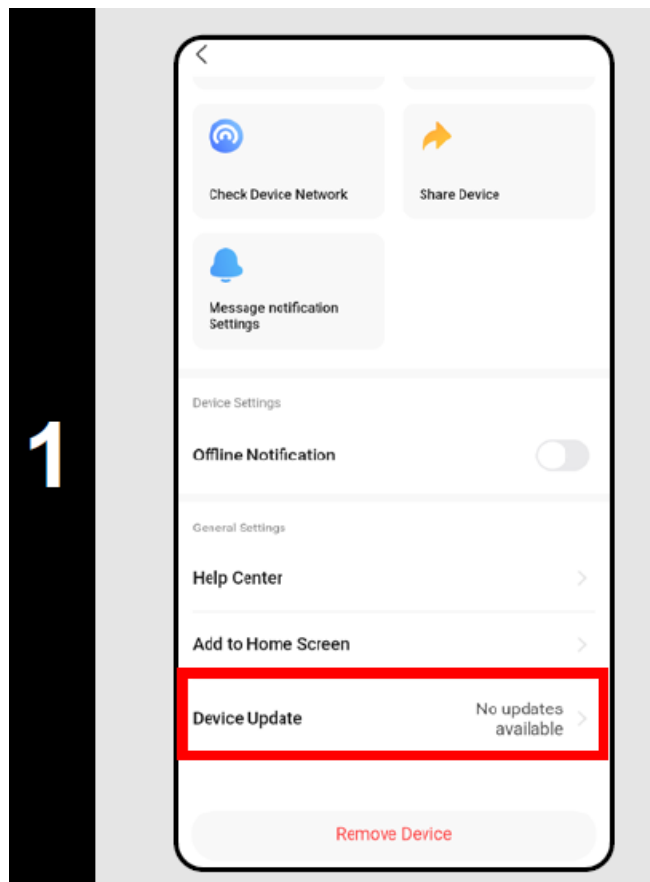 Check Device Network
Share Device
Message notification
Settings
Device Settings
1
Offline Notification
General Settings
Help Center
Add to Home Screen
Device Update
No updates
available
Remove Device